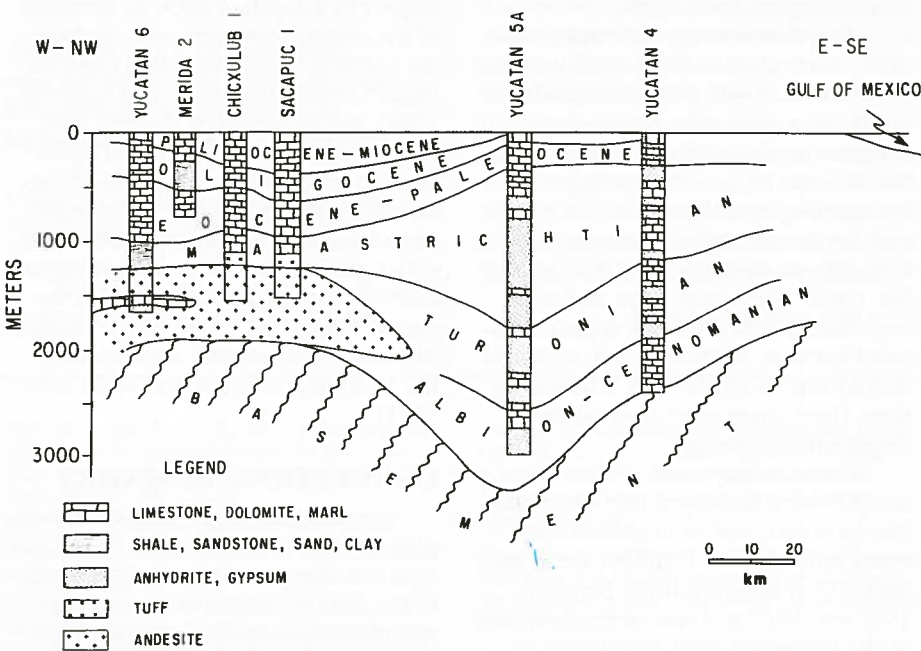 W-NW
YUCATAN 6
MERIDA 2
CHICXULUB 1
SACAPUC 1
YUCATAN 5A
YUCATAN 4
E-SE
GULF OF MEXICO
0
1000
2000
3000
METERS
PLIOCENE-MIOCENE
OLIGOCENE
EOCENE-PALEOCENE
MAASTRICHTIAN
TURONIAN
ALBION-CENOMANTAN
BASEMENT
LEGEND
LIMESTONE, DOLOMITE, MARL
SHALE, SANDSTONE, SAND, CLAY
ANHYDRITE, GYPSUM
TUFF
ANDESITE
0 10 20
km